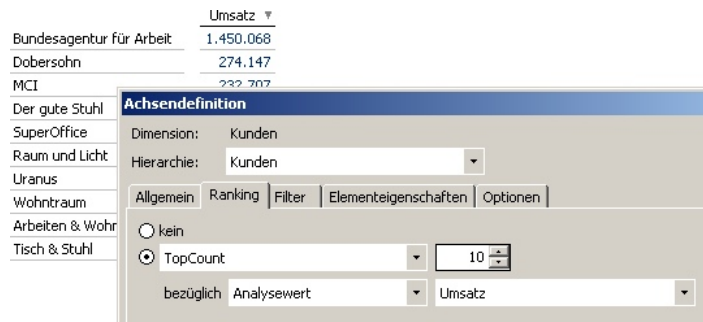 Umsatz
Bundesagentur für Arbeit 1.450.068
Dobersohn 274.147
MCI 232.707
Der gute Stuhl
SuperOffice
Raum und Licht
Uranus
Wohntraum
Arbeiten & Wohr
Tisch & Stuhl
Achsendefinition
Dimension: Kunden
Hierarchie: Kunden
Allgemein Ranking Filter Elementeigenschaften Optionen
kein
TopCount 10
bezüglich Analysewert Umsatz